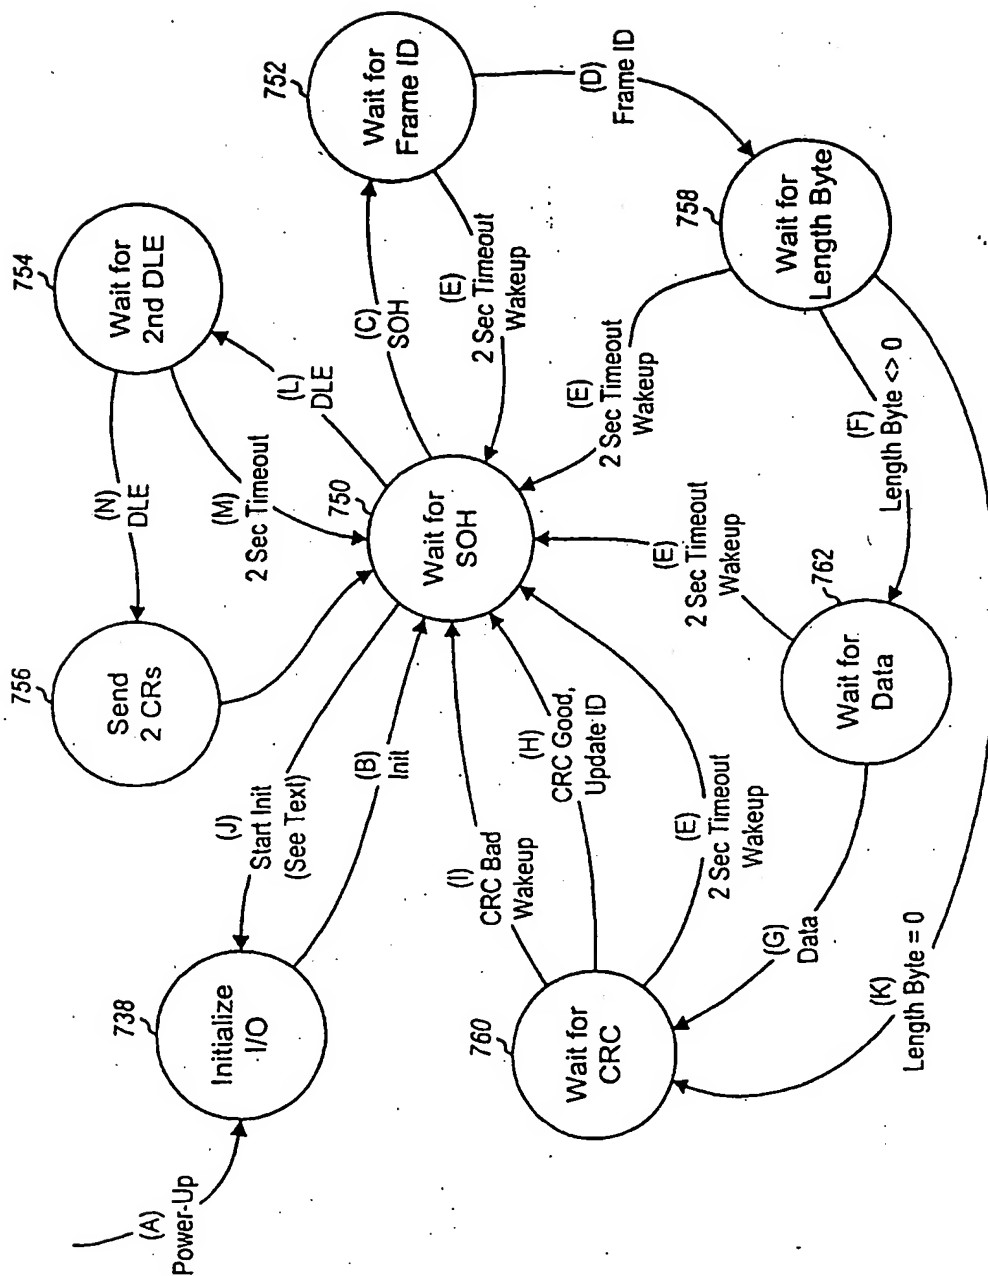 (A)
Power-Up
738
Initialize
I/O
(J)
Start Init
(See Text)
(B)
Init
756
Send
2 CRs
(N)
DLE
(M)
2 Sec Timeout
754
Wait for
2nd DLE
(L)
DLE
750
Wait for
SOH
(C)
SOH
752
Wait for
Frame ID
(E)
2 Sec Timeout
Wakeup
(D)
Frame ID
758
Wait for
Length Byte
(E)
2 Sec Timeout
Wakeup
(F)
Length Byte <> 0
762
Wait for
Data
(E)
2 Sec Timeout
Wakeup
(G)
Data
(K)
Length Byte = 0
760
Wait for
CRC
(I)
CRC Bad
Wakeup
(H)
CRC Good,
Update ID
(E)
2 Sec Timeout
Wakeup